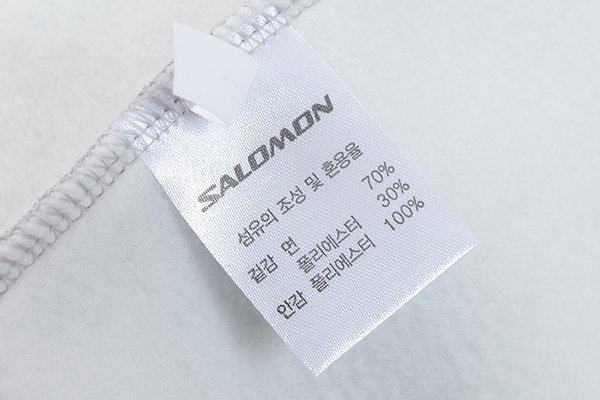 SALOMON
섬유의 조성 및 혼용율
겉감 면 70%
폴리에스터 30%
안감 폴리에스터 100%